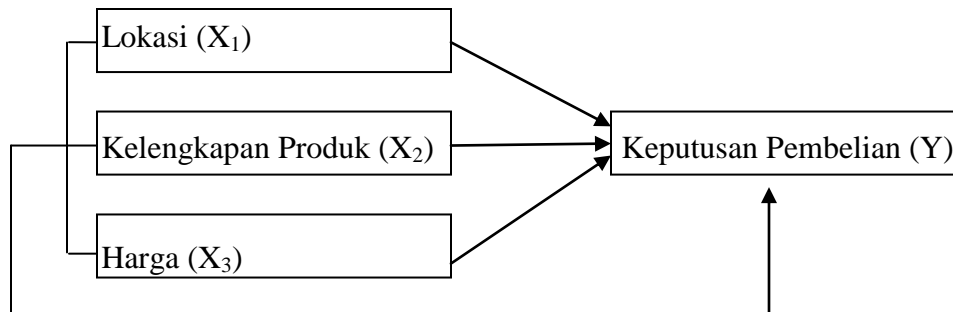 Lokasi (X₁)
Kelengkapan Produk (X₂)
Keputusan Pembelian (Y)
Harga (X₃)